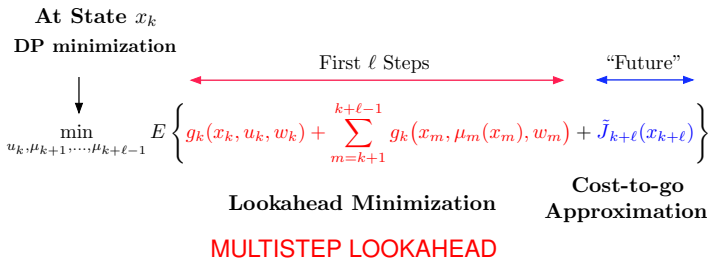 At State x_k
DP minimization
First ℓ Steps
“Future”
min_{u_k,μ_{k+1},...,μ_{k+ℓ−1}} E { g_k(x_k, u_k, w_k) + ∑_{m=k+1}^{k+ℓ−1} g_k(x_m, μ_m(x_m), w_m) + J̃_{k+ℓ}(x_{k+ℓ}) }
Lookahead Minimization
Cost-to-go
Approximation
MULTISTEP LOOKAHEAD